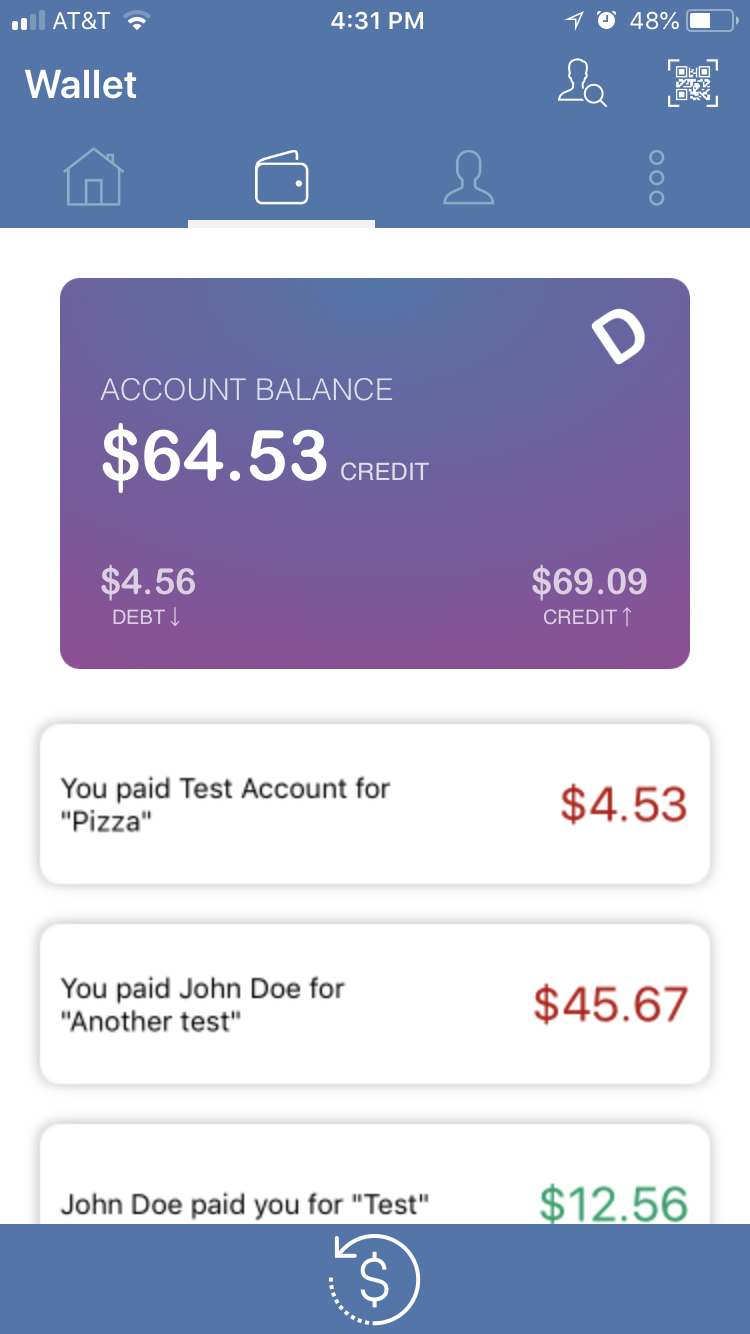 AT&T 4:31 PM 48%
Wallet
D
ACCOUNT BALANCE
$64.53 CREDIT
$4.56 $69.09
DEBT↓ CREDIT↑
You paid Test Account for
"Pizza"
$4.53
You paid John Doe for
"Another test"
$45.67
John Doe paid you for "Test" $12.56
$